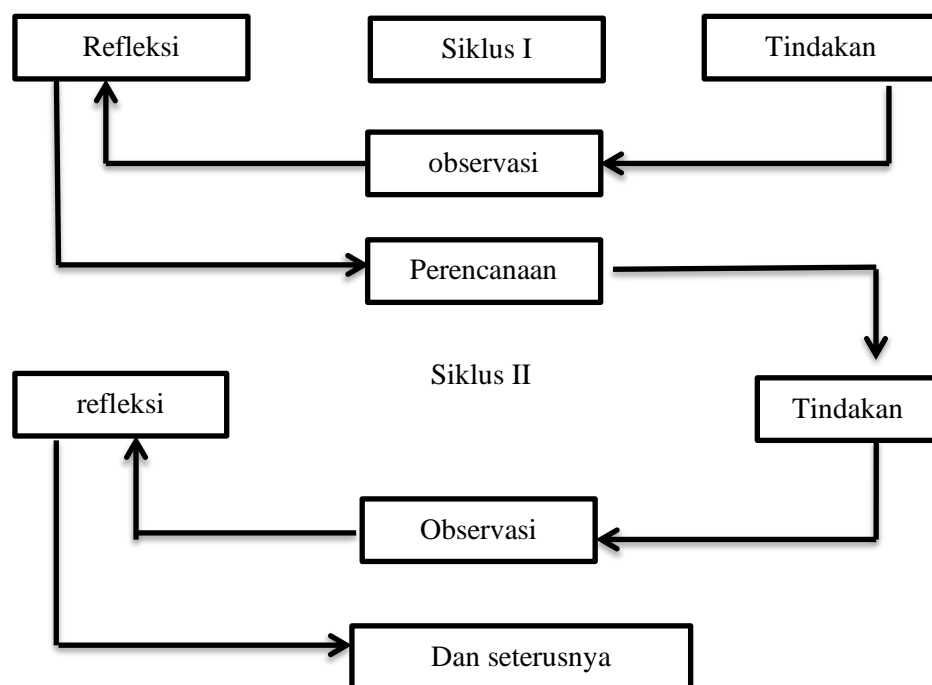 Refleksi
Siklus I
Tindakan
observasi
Perencanaan
Siklus II
refleksi
Tindakan
Observasi
Dan seterusnya